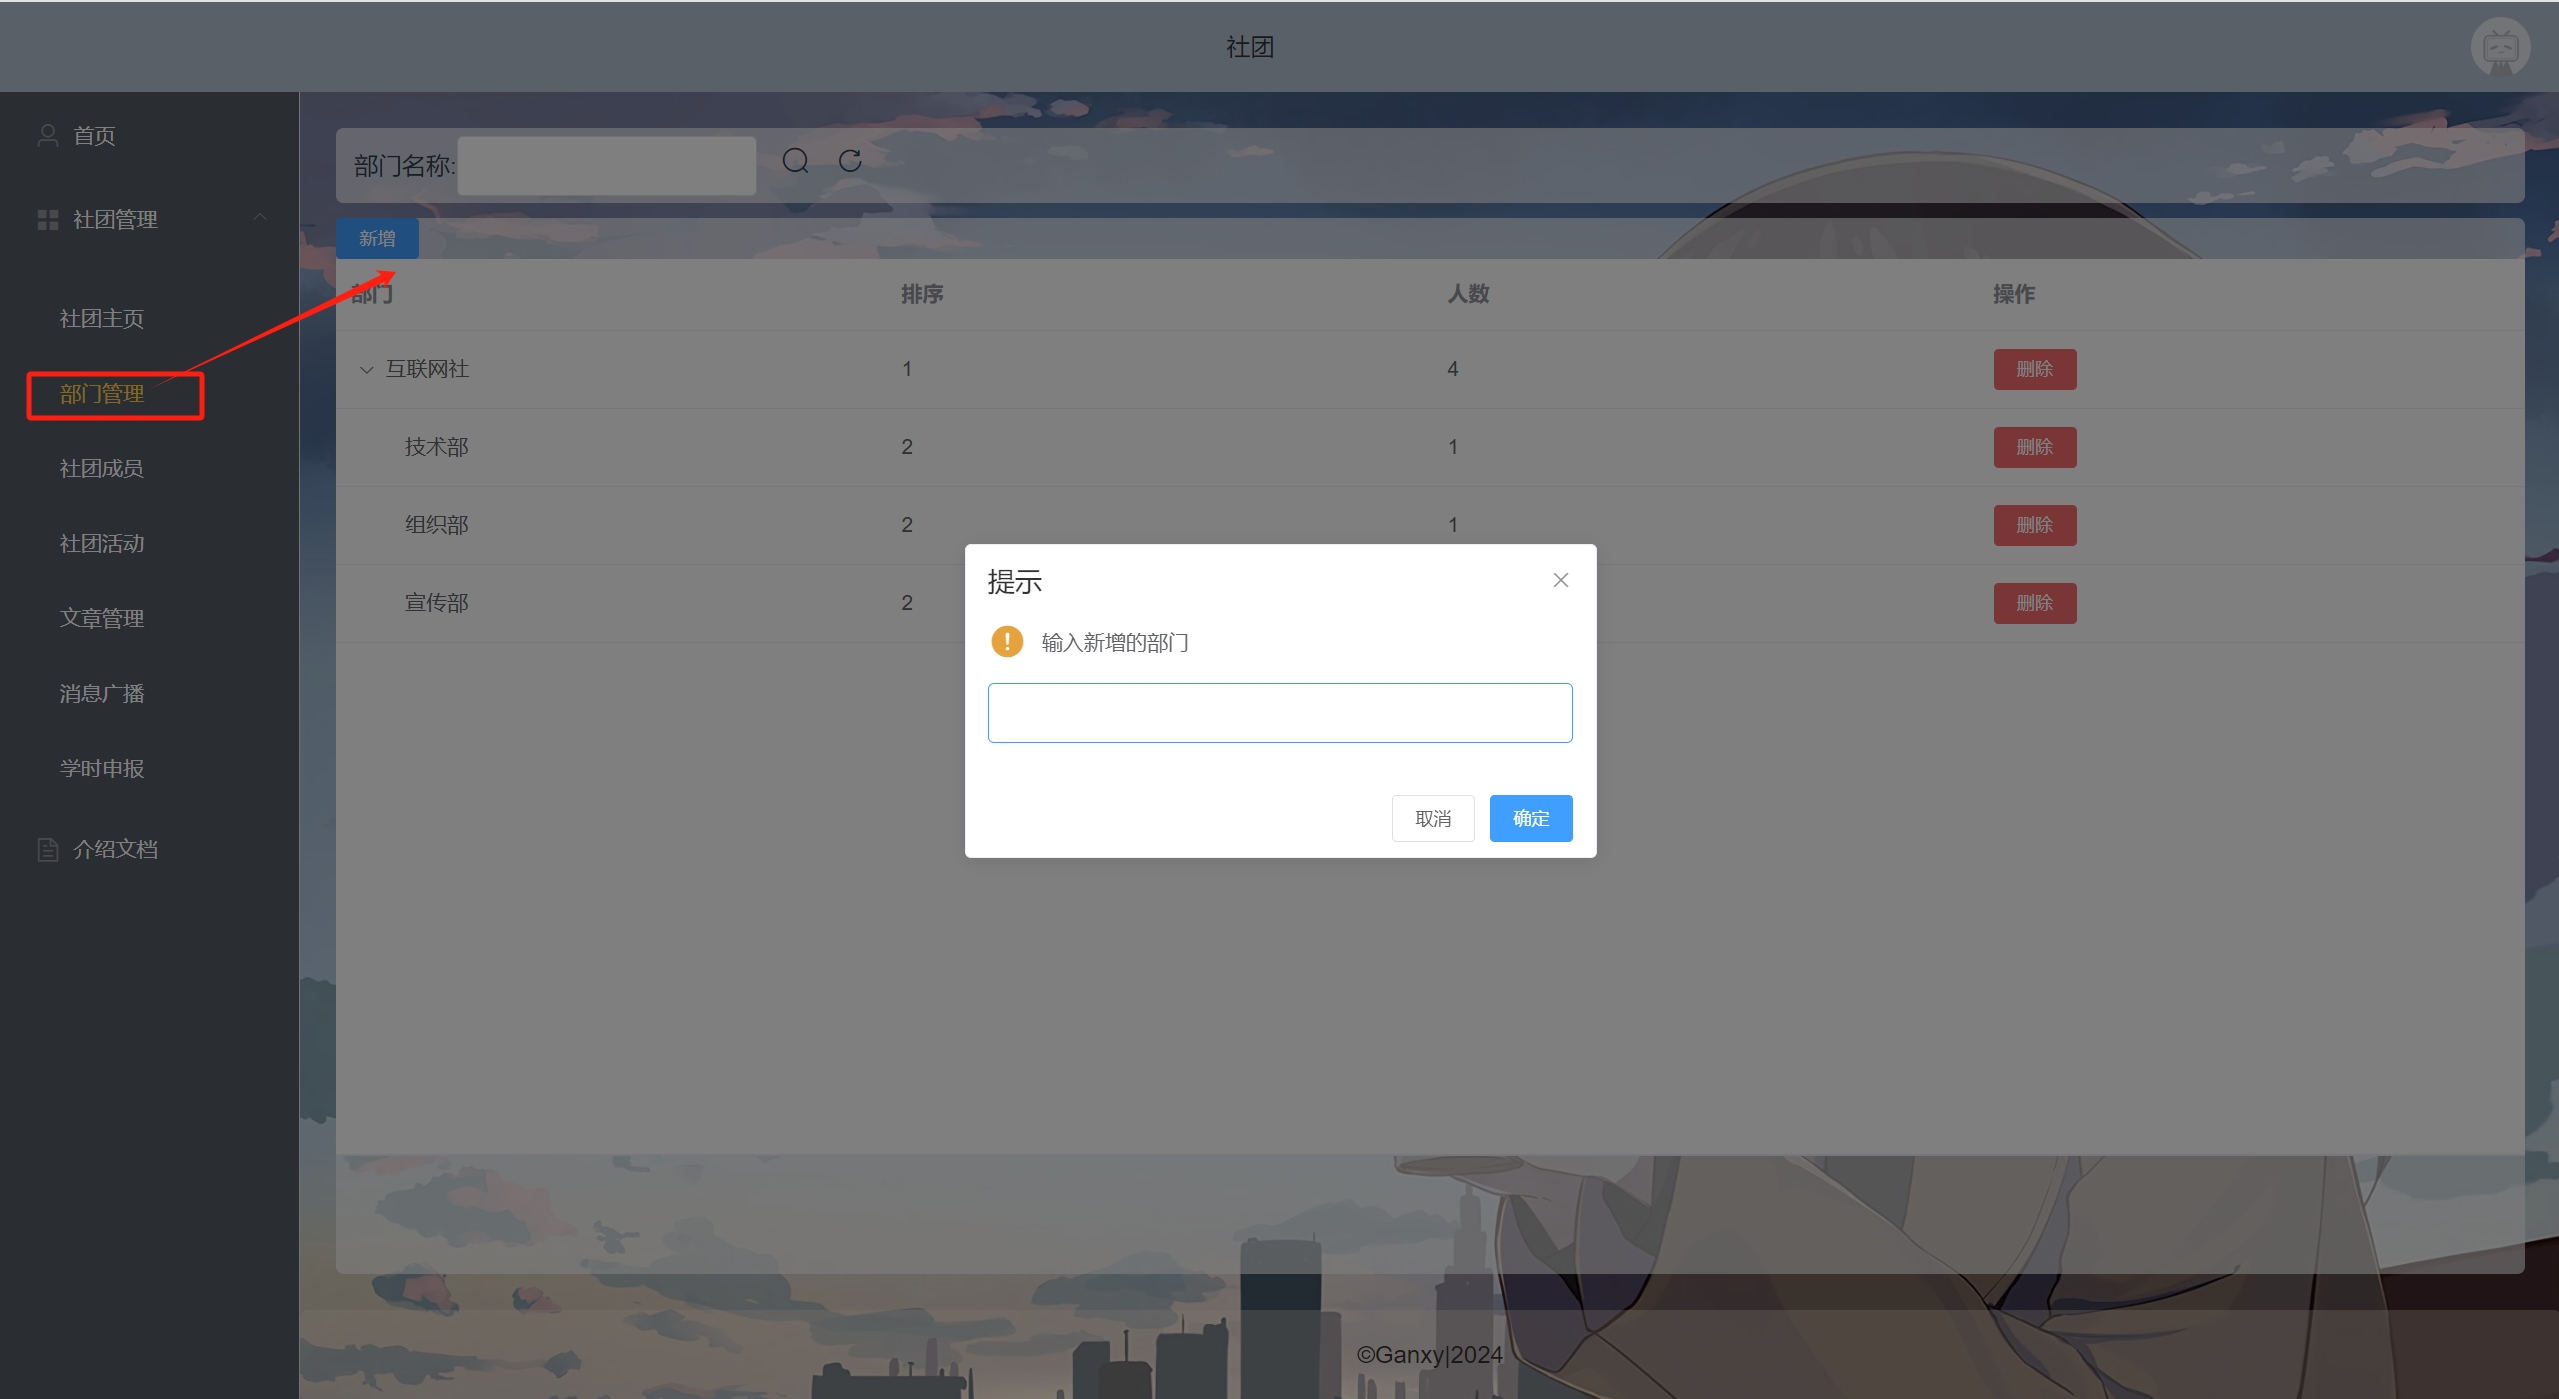 社团
首页
社团管理
社团主页
部门管理
社团成员
社团活动
文章管理
消息广播
学时申报
介绍文档
部门名称:
新增
部门 排序 人数 操作
互联网社 1 4 删除
技术部 2 1 删除
组织部 2 1 删除
宣传部 2 删除
提示
输入新增的部门
取消 确定
©Ganxy|2024